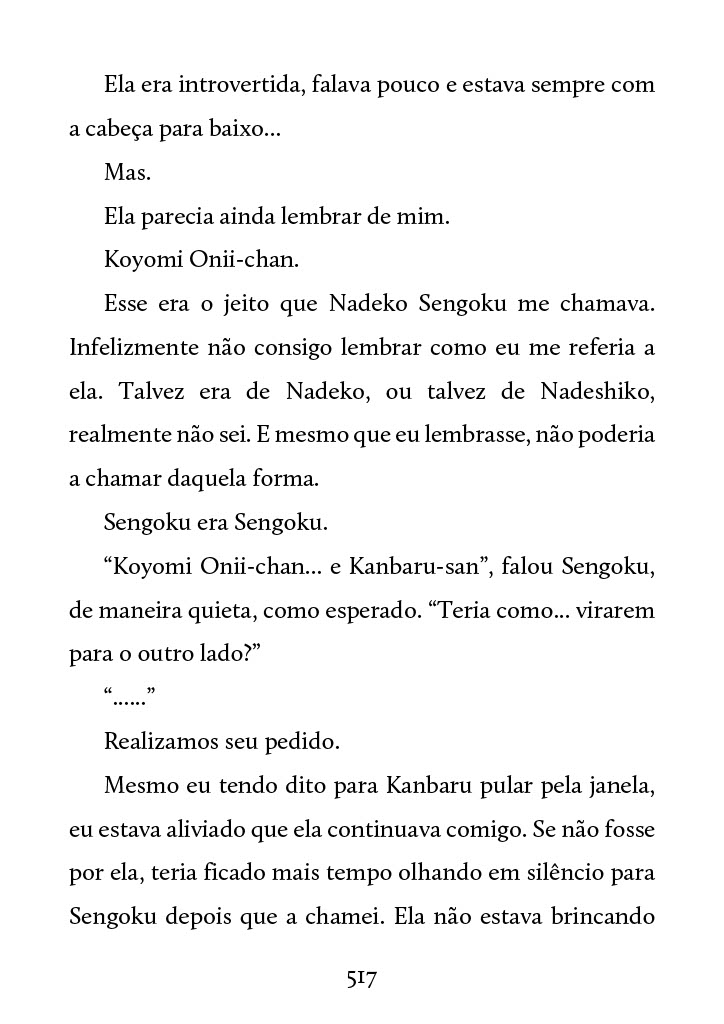 Ela era introvertida, falava pouco e estava sempre com
a cabeça para baixo...
Mas.
Ela parecia ainda lembrar de mim.
Koyomi Onii-chan.
Esse era o jeito que Nadeko Sengoku me chamava.
Infelizmente não consigo lembrar como eu me referia a
ela. Talvez era de Nadeko, ou talvez de Nadeshiko,
realmente não sei. E mesmo que eu lembrasse, não poderia
a chamar daquela forma.
Sengoku era Sengoku.
“Koyomi Onii-chan... e Kanbaru-san”, falou Sengoku,
de maneira quieta, como esperado. “Teria como... virarem
para o outro lado?”
“......”
Realizamos seu pedido.
Mesmo eu tendo dito para Kanbaru pular pela janela,
eu estava aliviado que ela continuava comigo. Se não fosse
por ela, teria ficado mais tempo olhando em silêncio para
Sengoku depois que a chamei. Ela não estava brincando
517